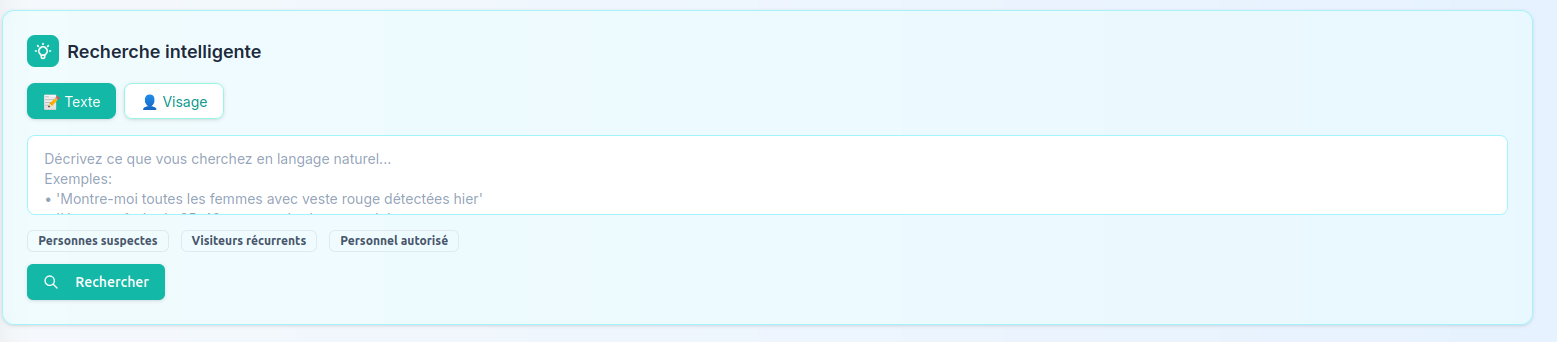 Recherche intelligente
Texte
Visage
Décrivez ce que vous cherchez en langage naturel...
Exemples:
• 'Montre-moi toutes les femmes avec veste rouge détectées hier'
Personnes suspectes
Visiteurs récurrents
Personnel autorisé
Rechercher